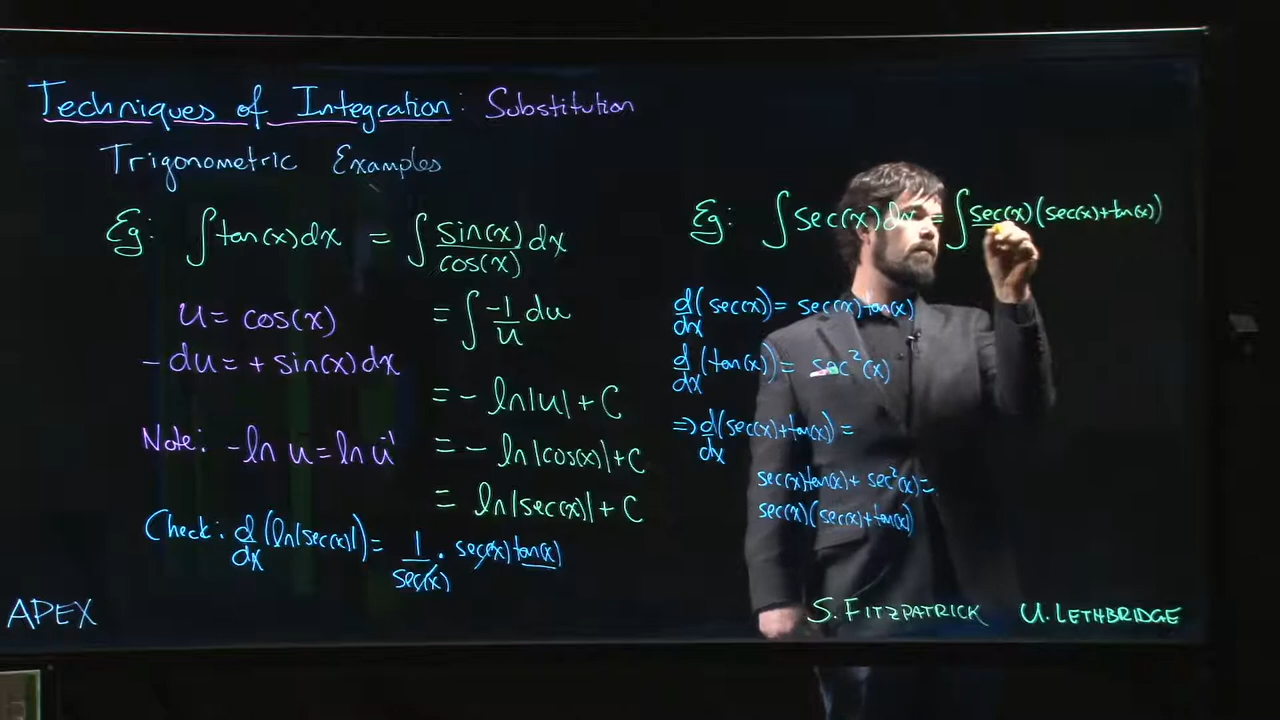 Techniques of Integration: Substitution
Trigonometric Examples
Eg: ∫tan(x)dx = ∫ sin(x)/cos(x) dx
u = cos(x)
= ∫ -1/u du
-du = + sin(x)dx
= - ln|u| + C
Note: -ln u = ln u⁻¹
= - ln|cos(x)| + C
= ln|sec(x)| + C
Check: d/dx (ln|sec(x)|) = 1/sec(x) · sec(x)tan(x)
APEX
Eg: ∫sec(x)dx = ∫sec(x)(sec(x)+tan(x))
d/dx (sec(x)) = sec(x)tan(x)
d/dx (tan(x)) = sec²(x)
⇒ d/dx (sec(x)+tan(x)) =
sec(x)tan(x) + sec²(x) =
sec(x)(sec(x)+tan(x))
S. FITZPATRICK U. LETHBRIDGE